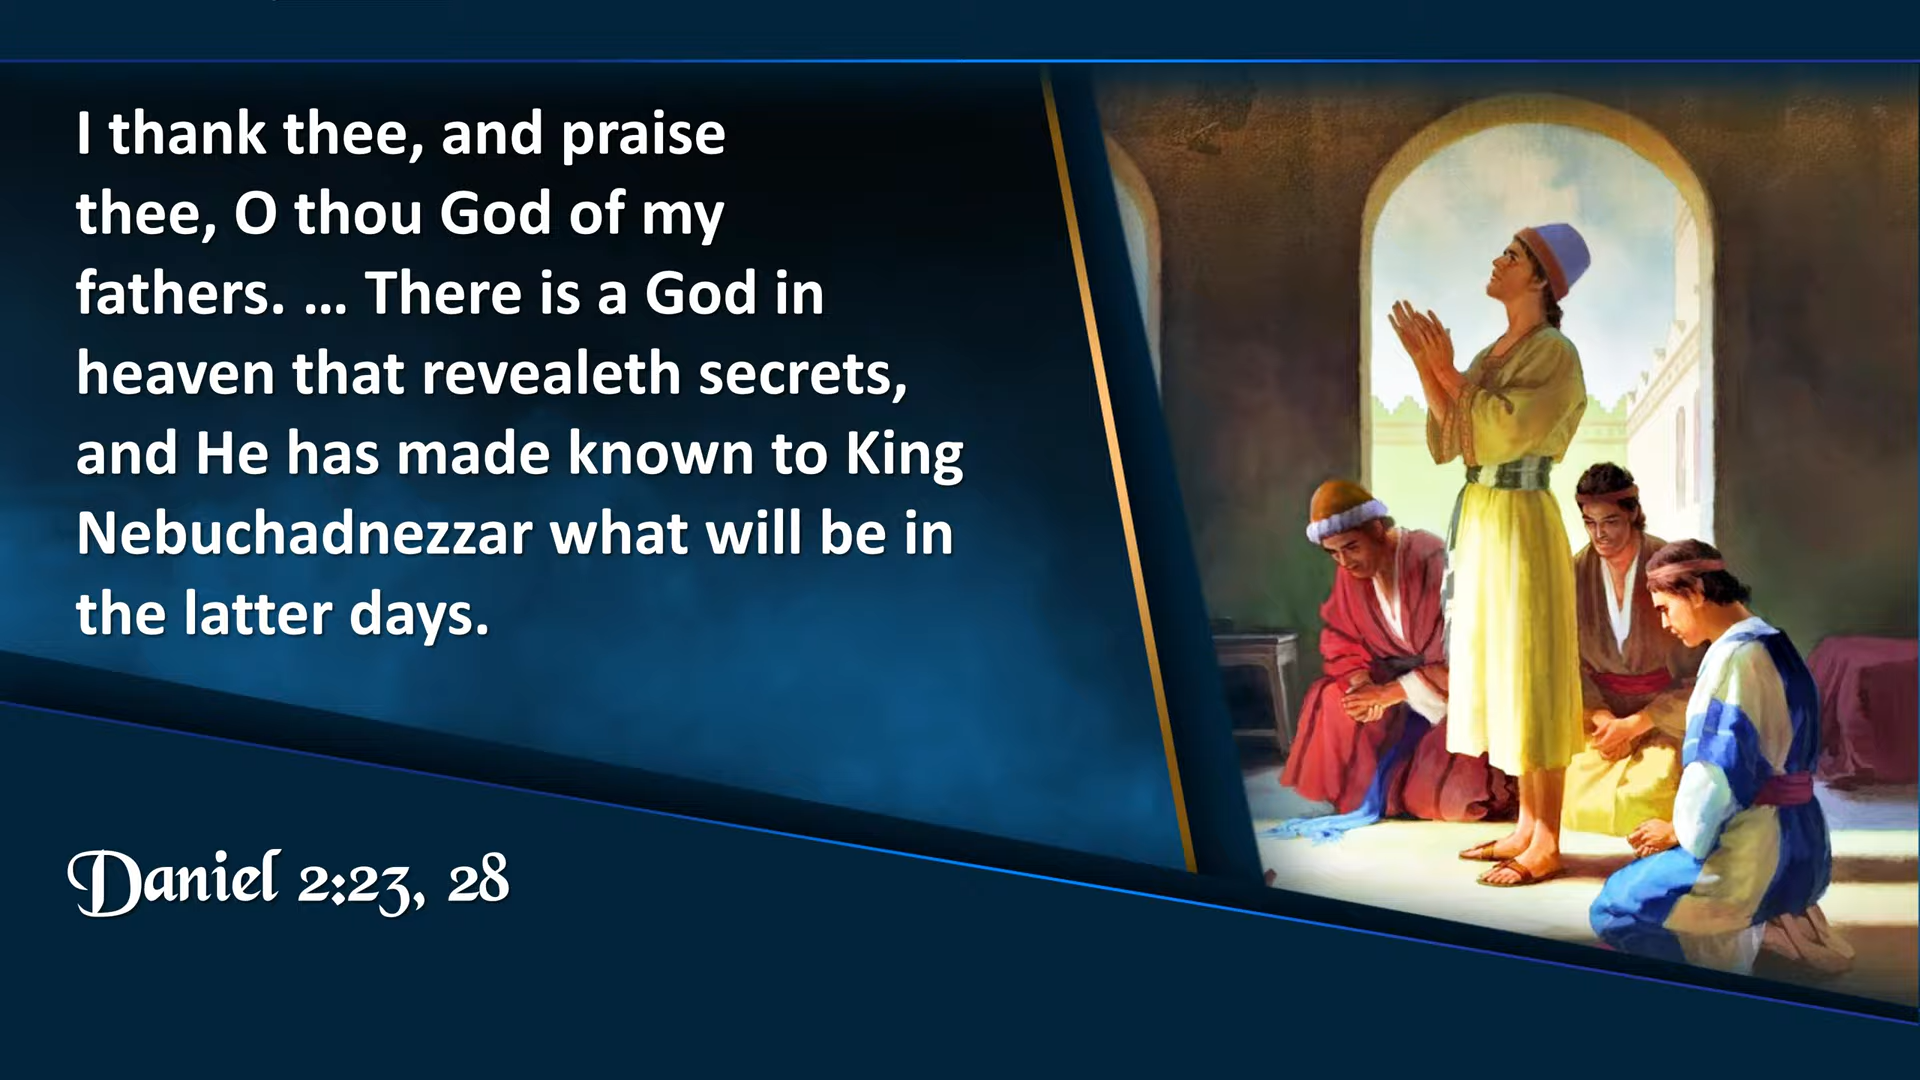 I thank thee, and praise
thee, O thou God of my
fathers. ... There is a God in
heaven that revealeth secrets,
and He has made known to King
Nebuchadnezzar what will be in
the latter days.
Daniel 2:23, 28